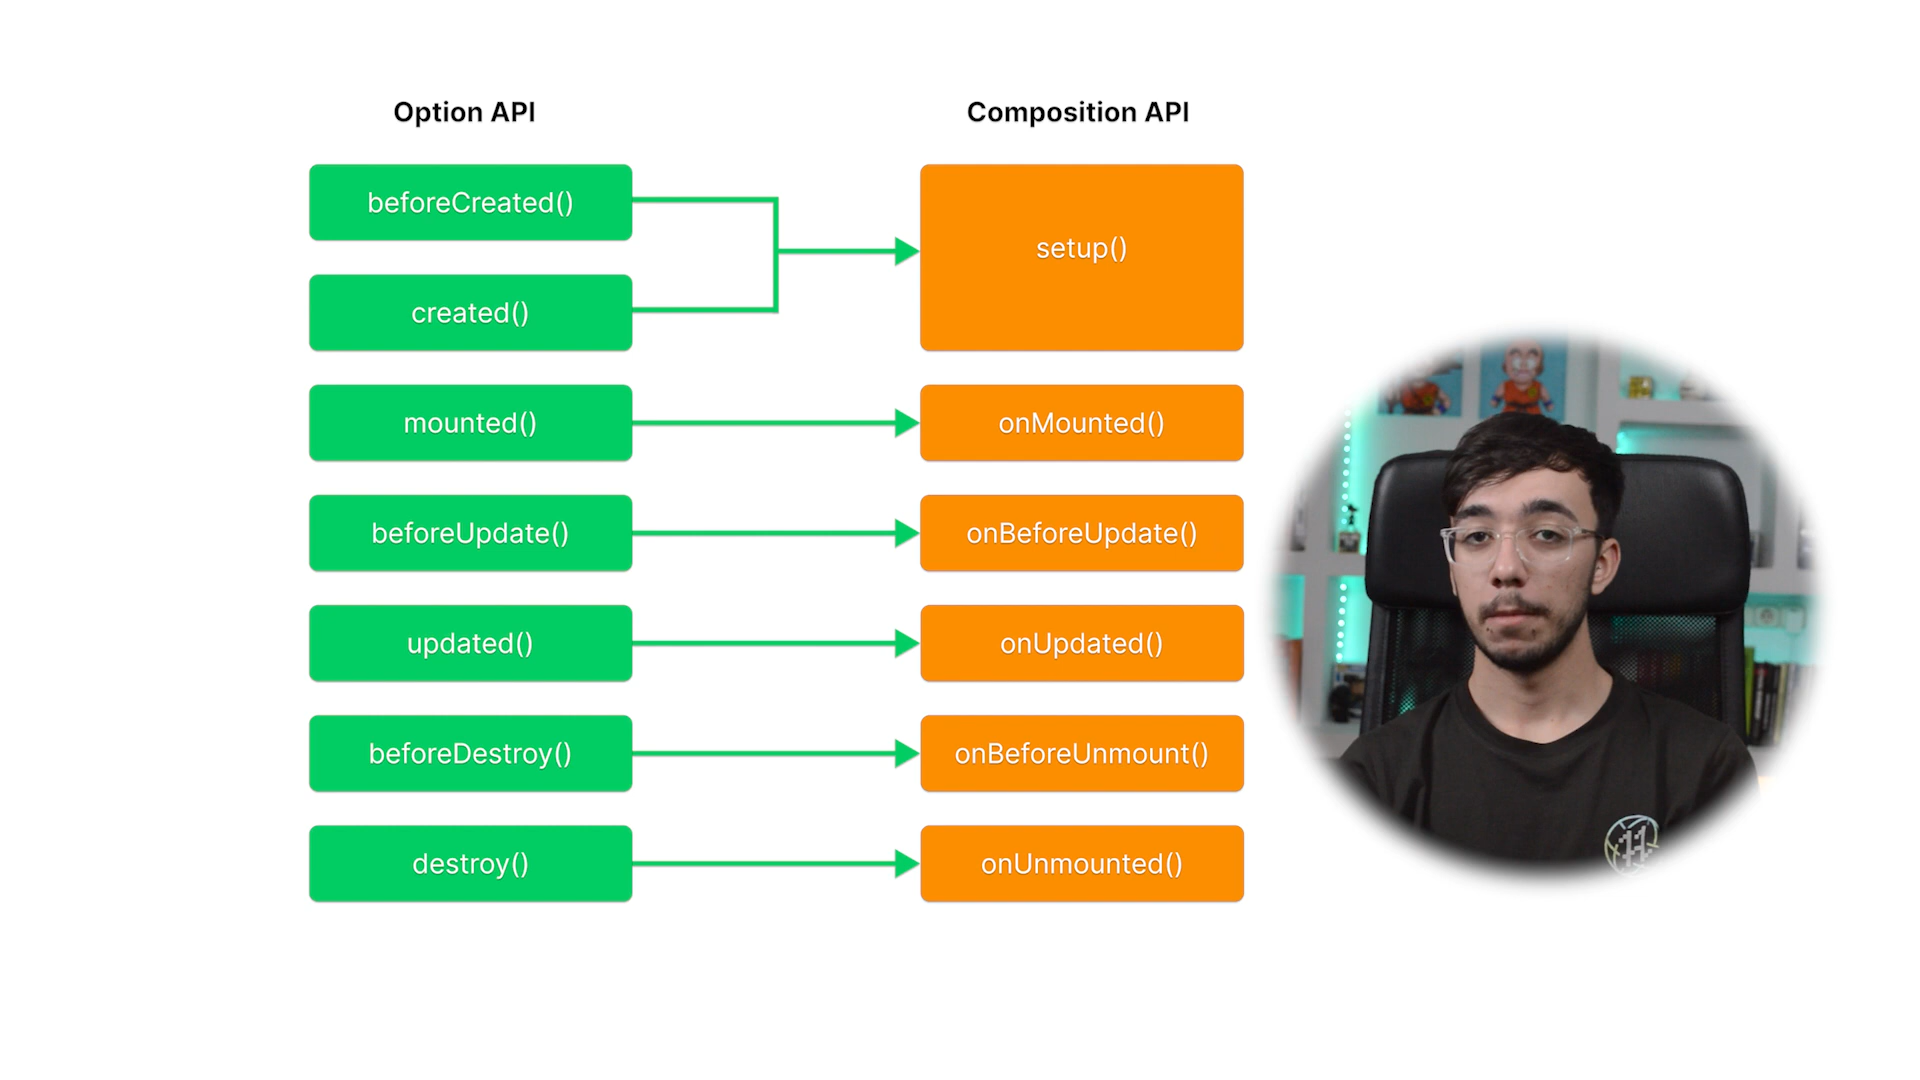 Option API
Composition API
beforeCreated()
setup()
created()
mounted()
onMounted()
beforeUpdate()
onBeforeUpdate()
updated()
onUpdated()
beforeDestroy()
onBeforeUnmount()
destroy()
onUnmounted()